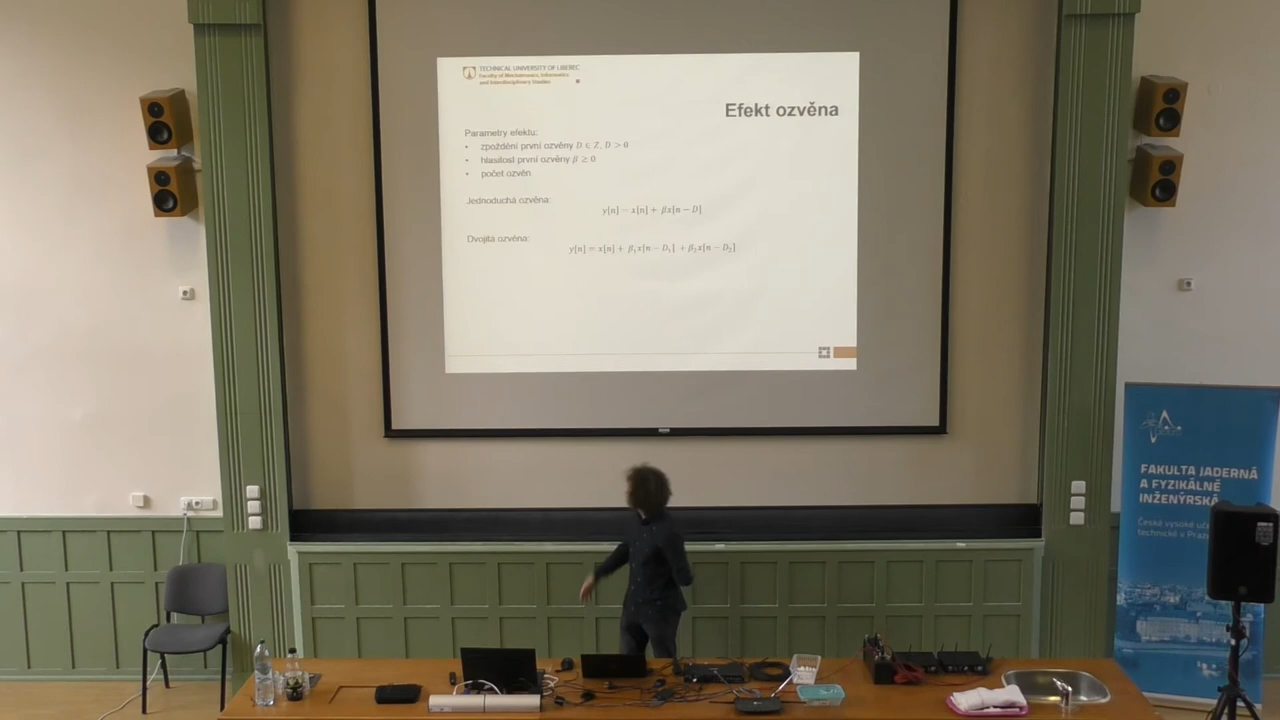 TECHNICAL UNIVERSITY OF LIBEREC
Faculty of Mechatronics, Informatics
and Interdisciplinary Studies
Efekt ozvěna
Parametry efektu:
• zpoždění první ozvěny D ∈ Z, D > 0
• hlasitost první ozvěny β ≥ 0
• počet ozvěn
Jednoduchá ozvěna:
y[n] = x[n] + βx[n − D]
Dvojitá ozvěna:
y[n] = x[n] + β₁x[n − D₁] + β₂x[n − D₂]
FAKULTA JADERNÁ
A FYZIKÁLNĚ
INŽENÝRSKÁ
České vysoké
technické v Praze